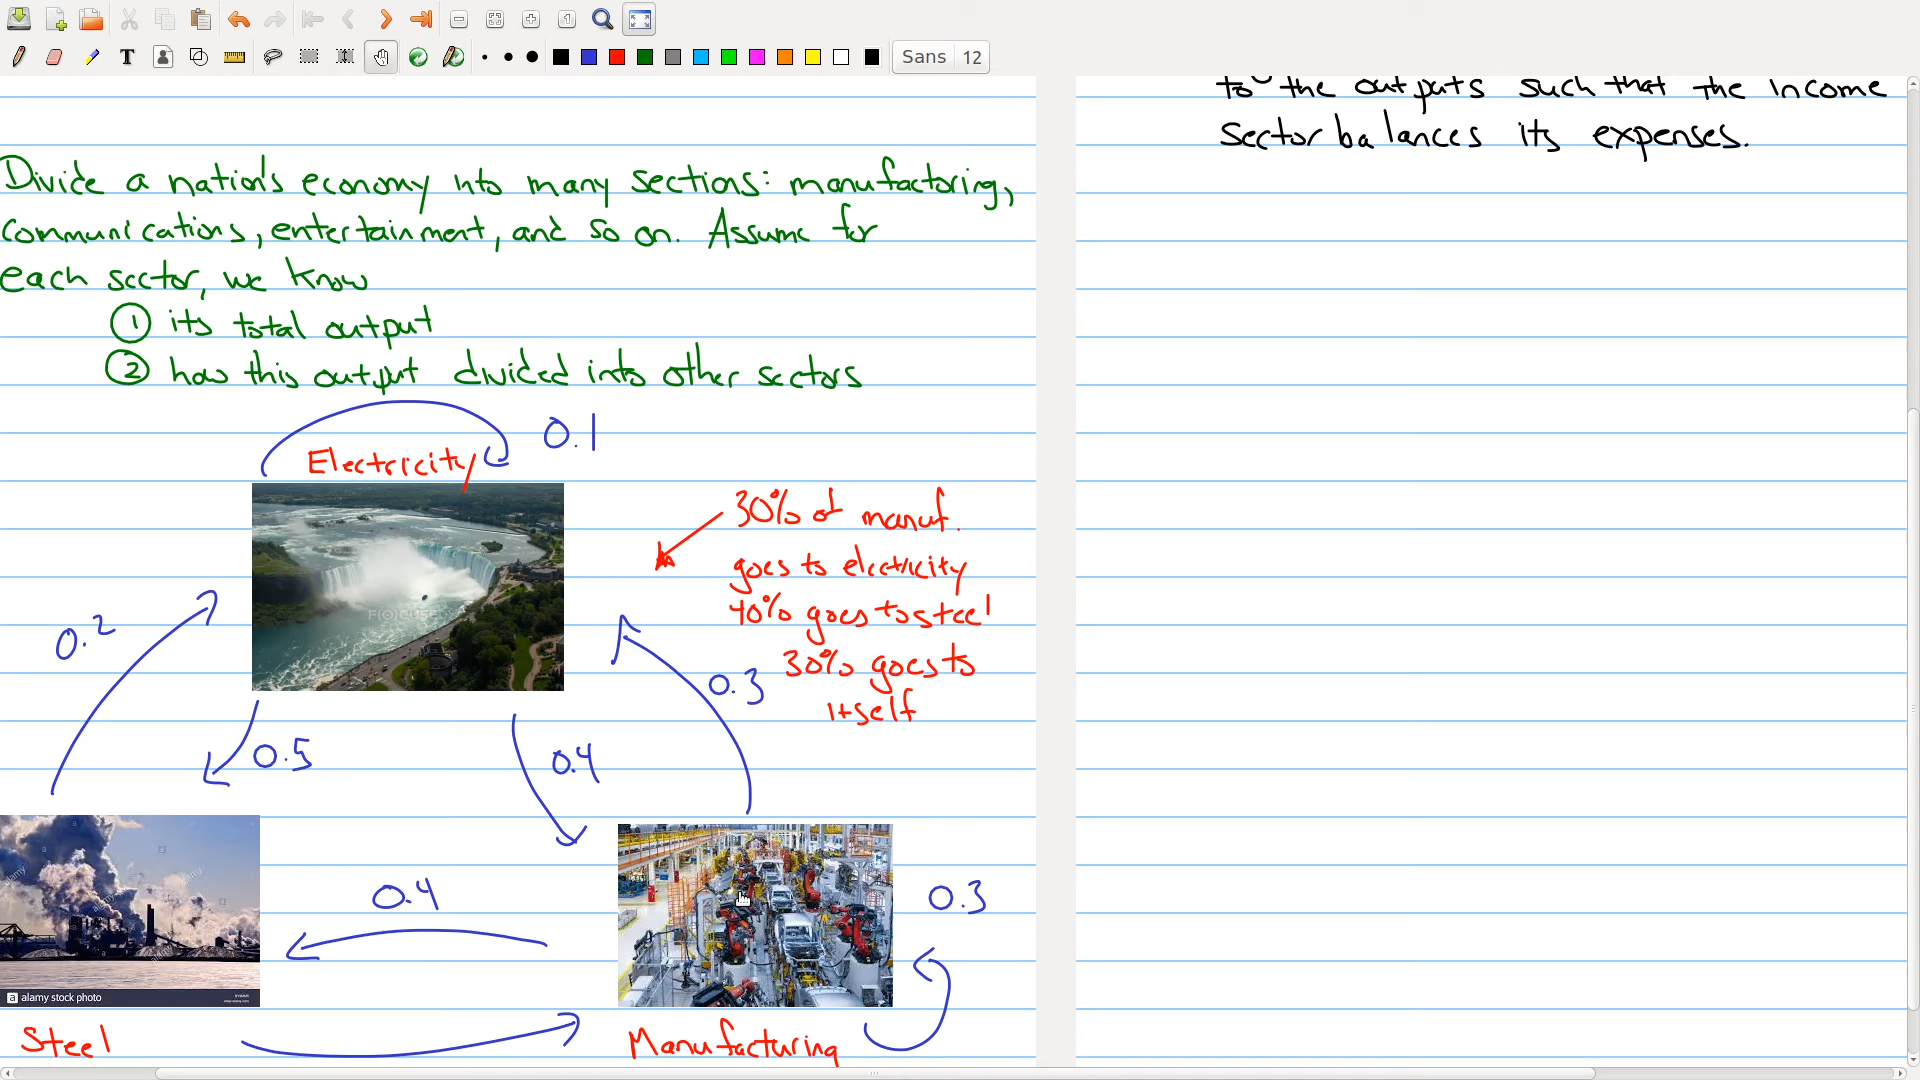 Sans 12
to the outputs such that the income
sector balances its expenses.
Divide a nation's economy into many sections: manufactoring,
communications, entertainment, and so on. Assume for
each sector, we know
① its total output
② how this output divided into other sectors
0.1
Electricity
30% of manuf.
goes to electricity
40% goes to steel
30% goes to
itself
0.2
0.3
0.5
0.4
0.4
0.3
a alamy stock photo
Steel
Manufacturing